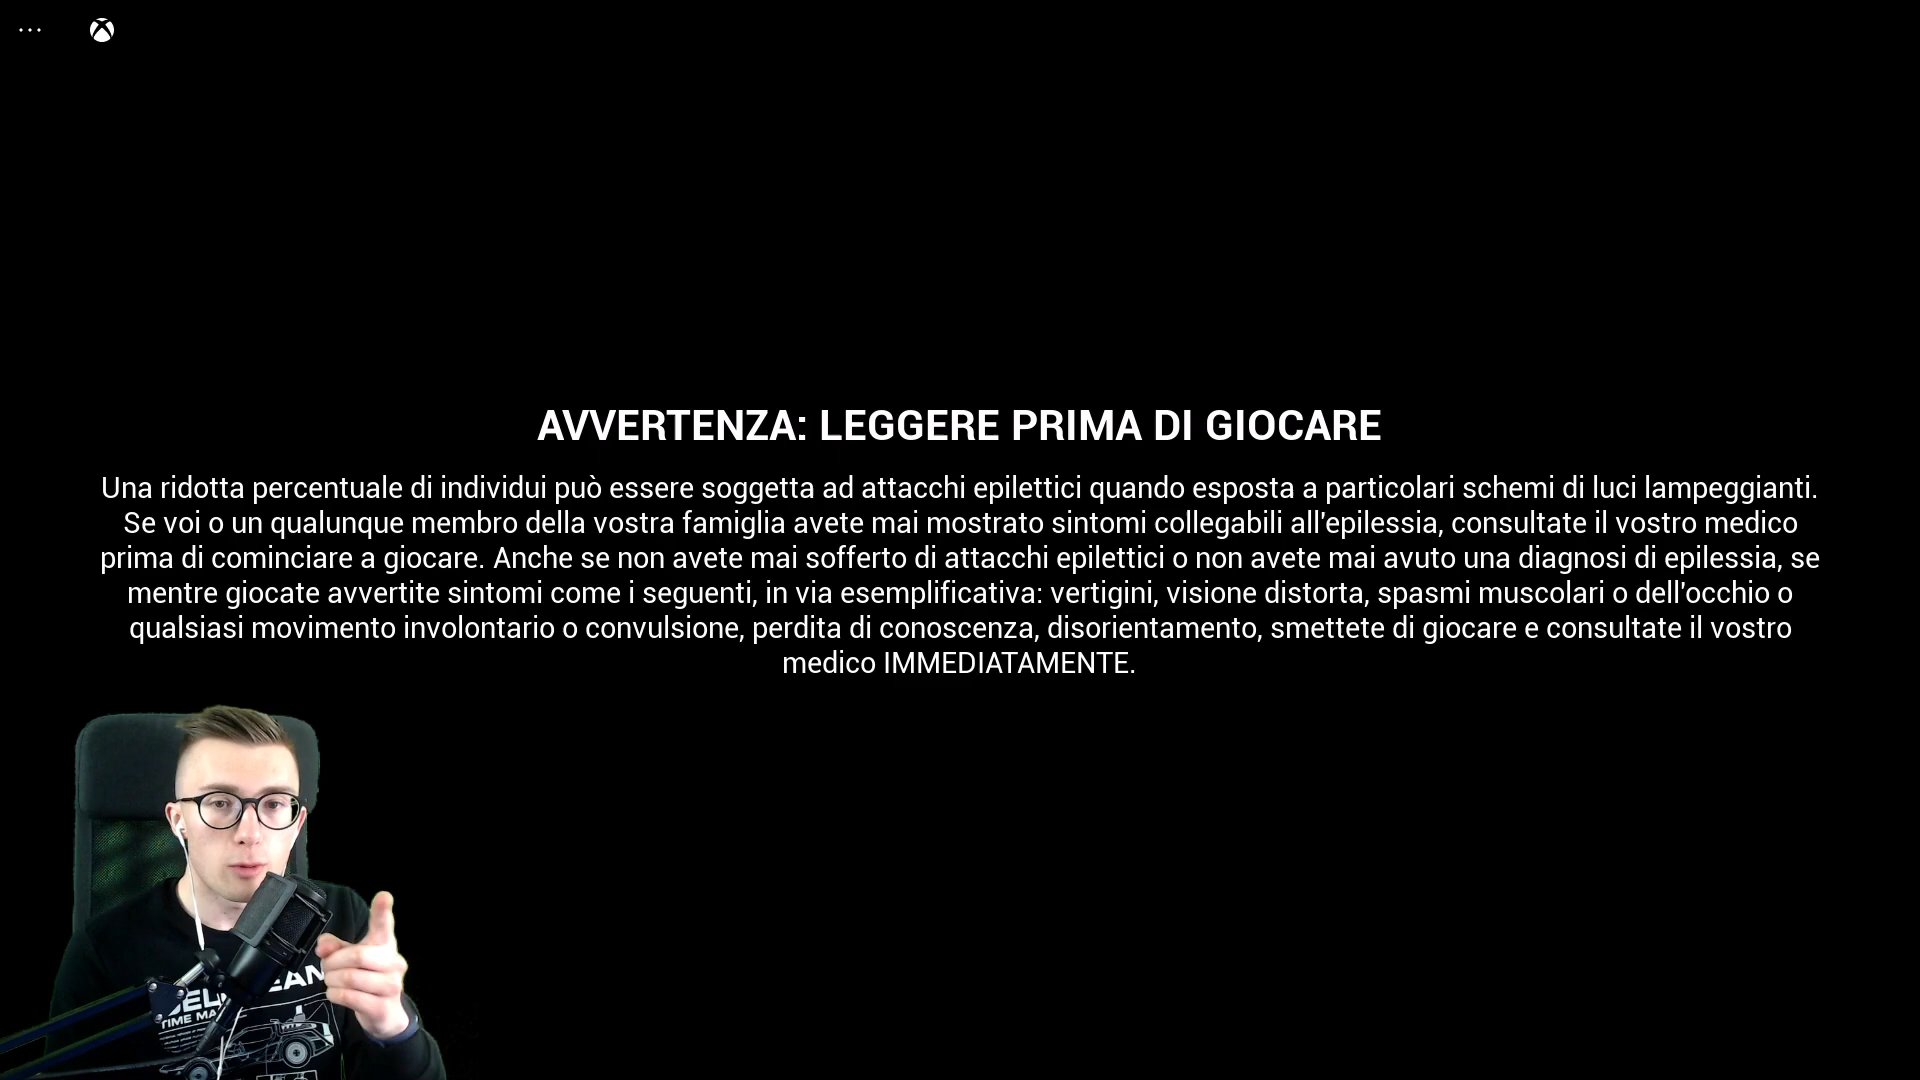 AVVERTENZA: LEGGERE PRIMA DI GIOCARE
Una ridotta percentuale di individui può essere soggetta ad attacchi epilettici quando esposta a particolari schemi di luci lampeggianti.
Se voi o un qualunque membro della vostra famiglia avete mai mostrato sintomi collegabili all'epilessia, consultate il vostro medico
prima di cominciare a giocare. Anche se non avete mai sofferto di attacchi epilettici o non avete mai avuto una diagnosi di epilessia, se
mentre giocate avvertite sintomi come i seguenti, in via esemplificativa: vertigini, visione distorta, spasmi muscolari o dell'occhio o
qualsiasi movimento involontario o convulsione, perdita di conoscenza, disorientamento, smettete di giocare e consultate il vostro
medico IMMEDIATAMENTE.
TIME